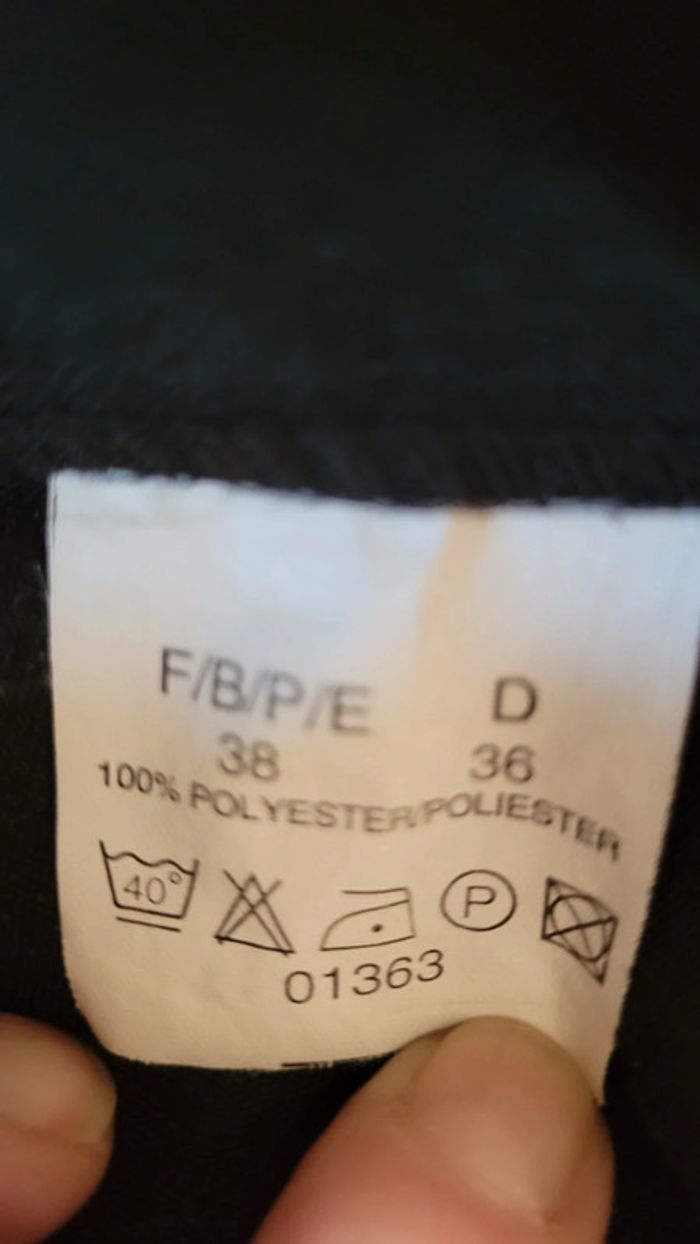 F/B/P/E D
38 36
100% POLYESTER/POLIESTER
40° P
01363